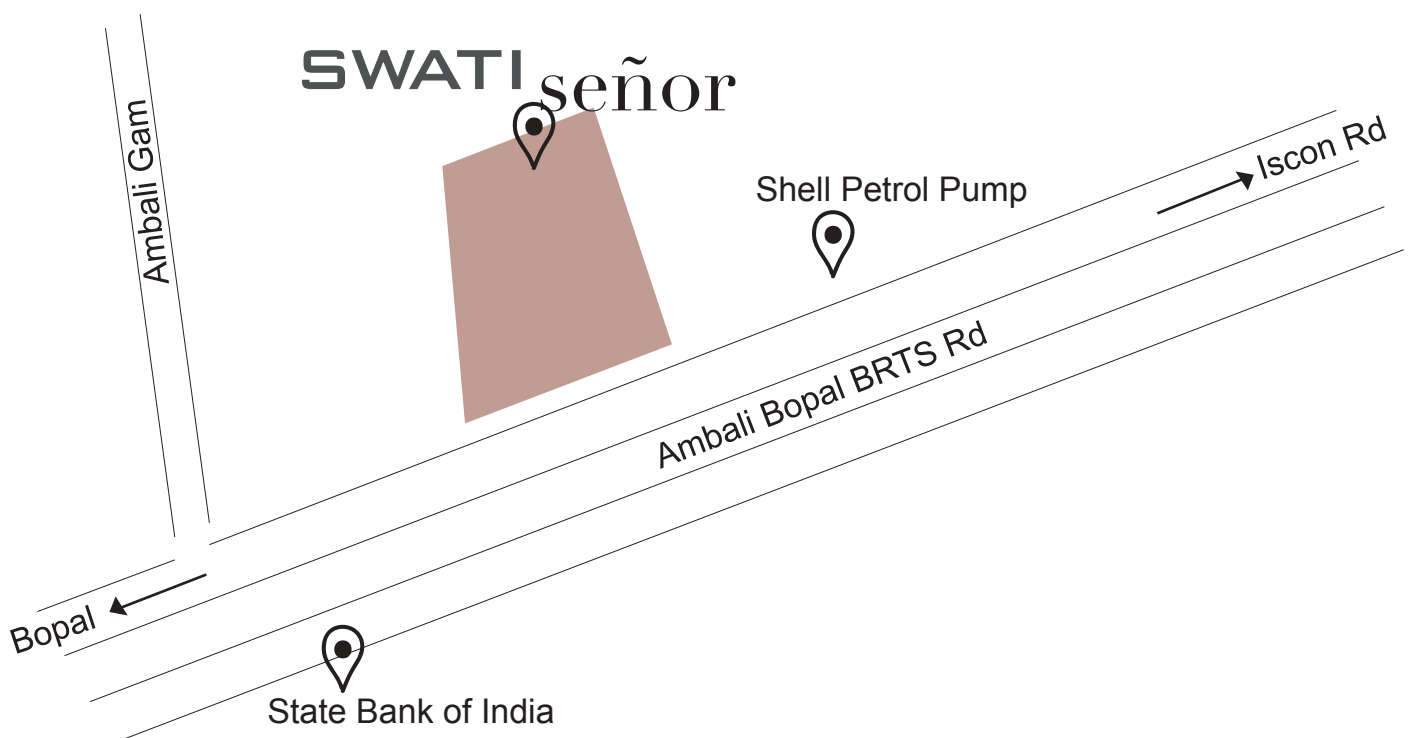 SWATI
señor
Ambali Gam
Iscon Rd
Shell Petrol Pump
Ambali Bopal BRTS Rd
Bopal
State Bank of India